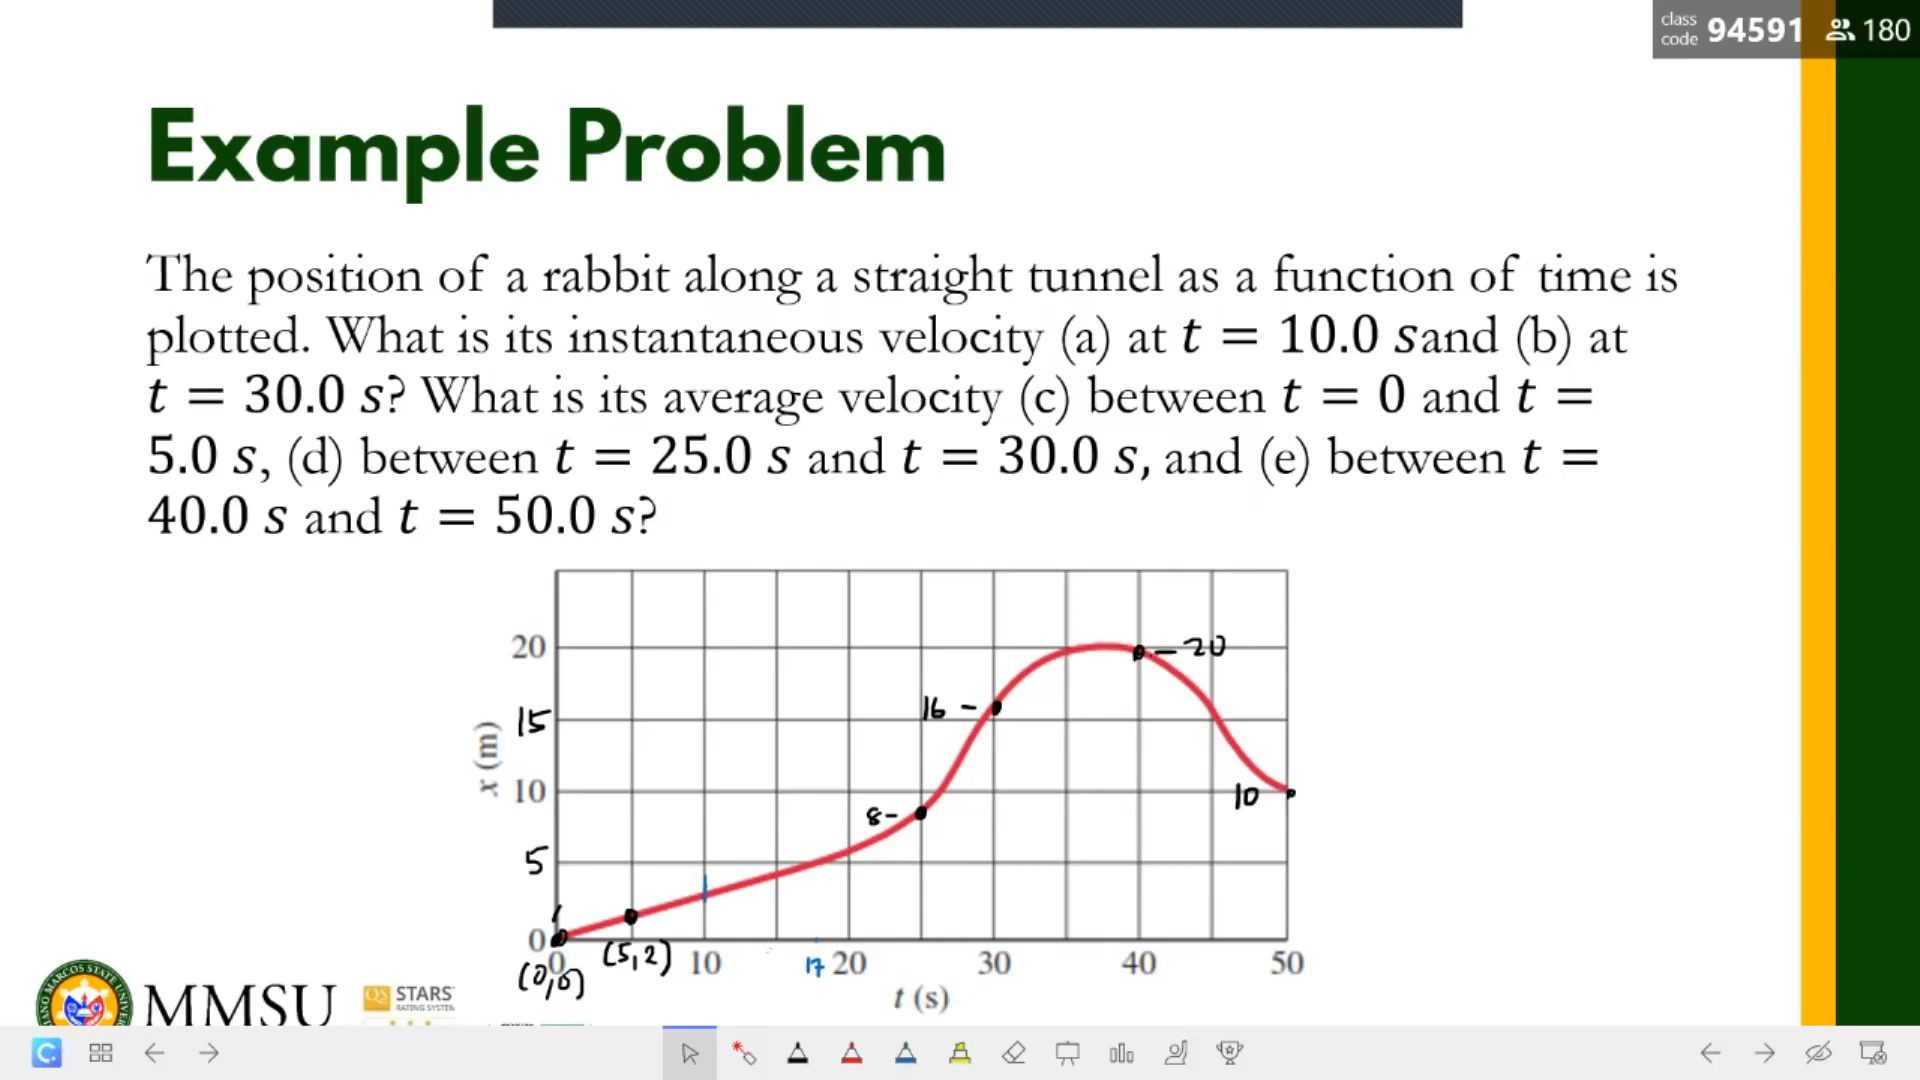 class
code 94591 180
Example Problem
The position of a rabbit along a straight tunnel as a function of time is
plotted. What is its instantaneous velocity (a) at t = 10.0 sand (b) at
t = 30.0 s? What is its average velocity (c) between t = 0 and t =
5.0 s, (d) between t = 25.0 s and t = 30.0 s, and (e) between t =
40.0 s and t = 50.0 s?
20
– 20
16 –
15
x (m)
10
10
8–
5
0
(5,2)
(0,0)
0 10 17 20 30 40 50
t (s)
MMSU
QS STARS
RATING SYSTEM